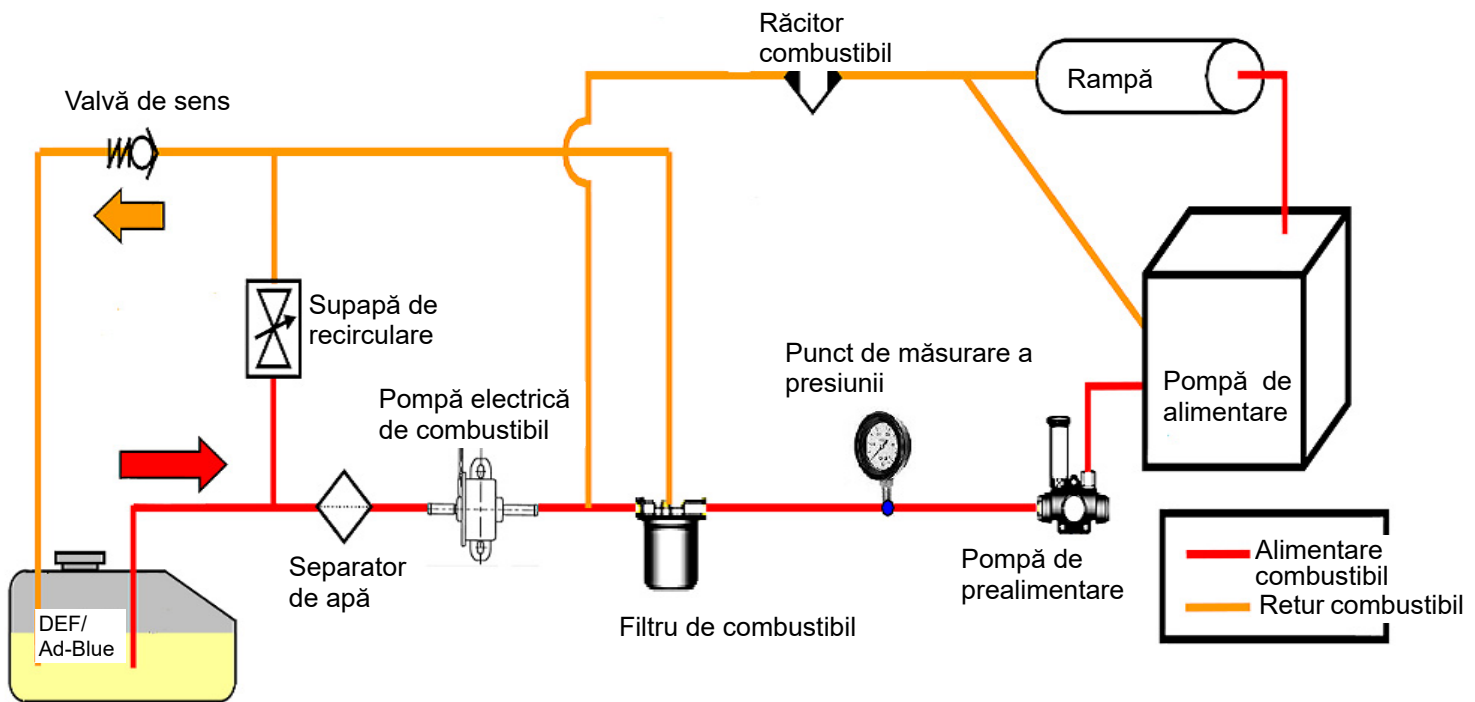 Răcitor
combustibil
Rampă
Valvă de sens
Supapă de
recirculare
Punct de măsurare a
presiunii
Pompă de
alimentare
Pompă electrică
de combustibil
Separator
de apă
Filtru de combustibil
Pompă de
prealimentare
Alimentare
combustibil
Retur combustibil
DEF/
Ad-Blue